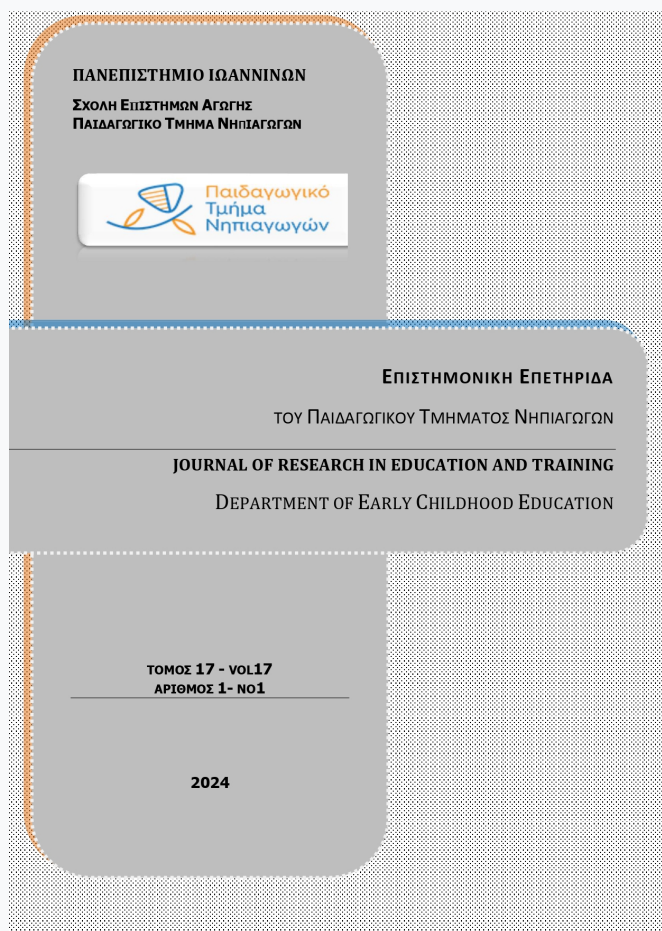 ΠΑΝΕΠΙΣΤΗΜΙΟ ΙΩΑΝΝΙΝΩΝ
ΣΧΟΛΗ ΕΠΙΣΤΗΜΩΝ ΑΓΩΓΗΣ
ΠΑΙΔΑΓΩΓΙΚΟ ΤΜΗΜΑ ΝΗΠΙΑΓΩΓΩΝ
Παιδαγωγικό
Τμήμα
Νηπιαγωγών
ΕΠΙΣΤΗΜΟΝΙΚΗ ΕΠΕΤΗΡΙΔΑ
ΤΟΥ ΠΑΙΔΑΓΩΓΙΚΟΥ ΤΜΗΜΑΤΟΣ ΝΗΠΙΑΓΩΓΩΝ
JOURNAL OF RESEARCH IN EDUCATION AND TRAINING
DEPARTMENT OF EARLY CHILDHOOD EDUCATION
ΤΟΜΟΣ 17 - VOL17
ΑΡΙΘΜΟΣ 1- NO1
2024